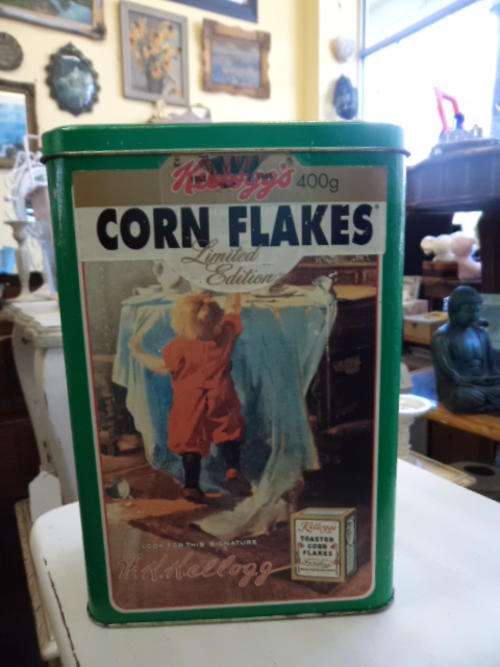 Kellogg's 400g
CORN FLAKES®
Limited
Edition
LOOK FOR THIS SIGNATURE
W.K.Kellogg
Kellogg's
TOASTED
CORN
FLAKES